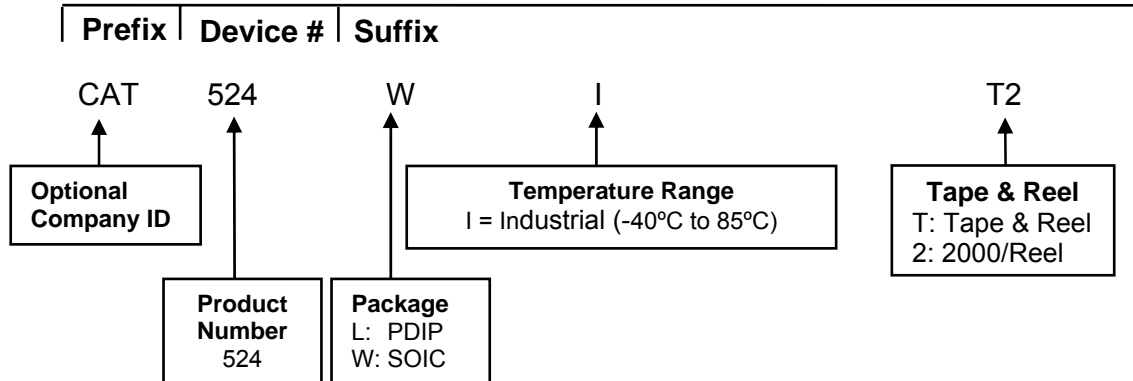 Prefix Device # Suffix
CAT 524 W I T2
Optional
Company ID
Temperature Range
I = Industrial (-40ºC to 85ºC)
Tape & Reel
T: Tape & Reel
2: 2000/Reel
Product
Number
524
Package
L: PDIP
W: SOIC